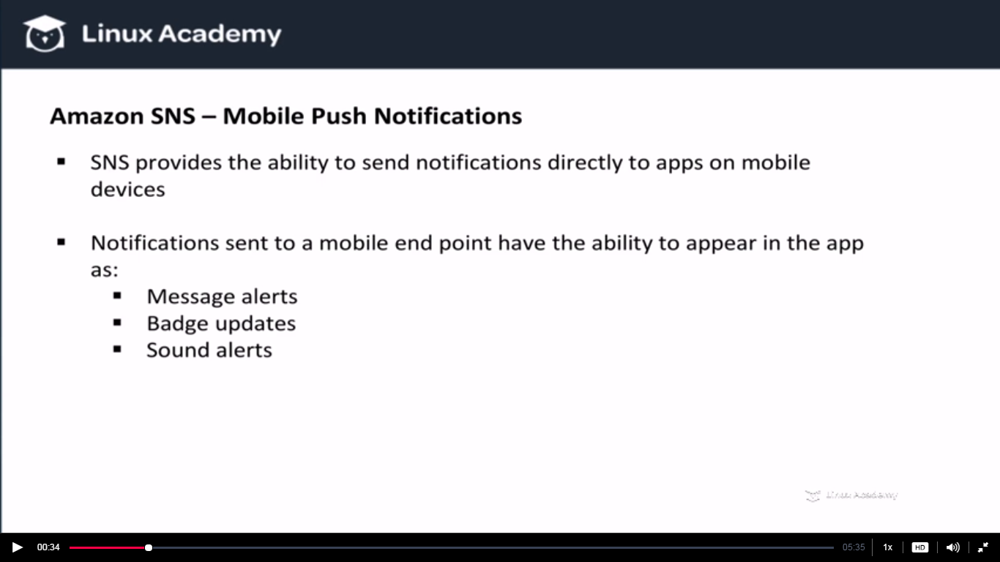 Linux Academy
Amazon SNS – Mobile Push Notifications
▪ SNS provides the ability to send notifications directly to apps on mobile
devices
▪ Notifications sent to a mobile end point have the ability to appear in the app
as:
▪ Message alerts
▪ Badge updates
▪ Sound alerts
Linux Academy
00:34 05:35 1x HD